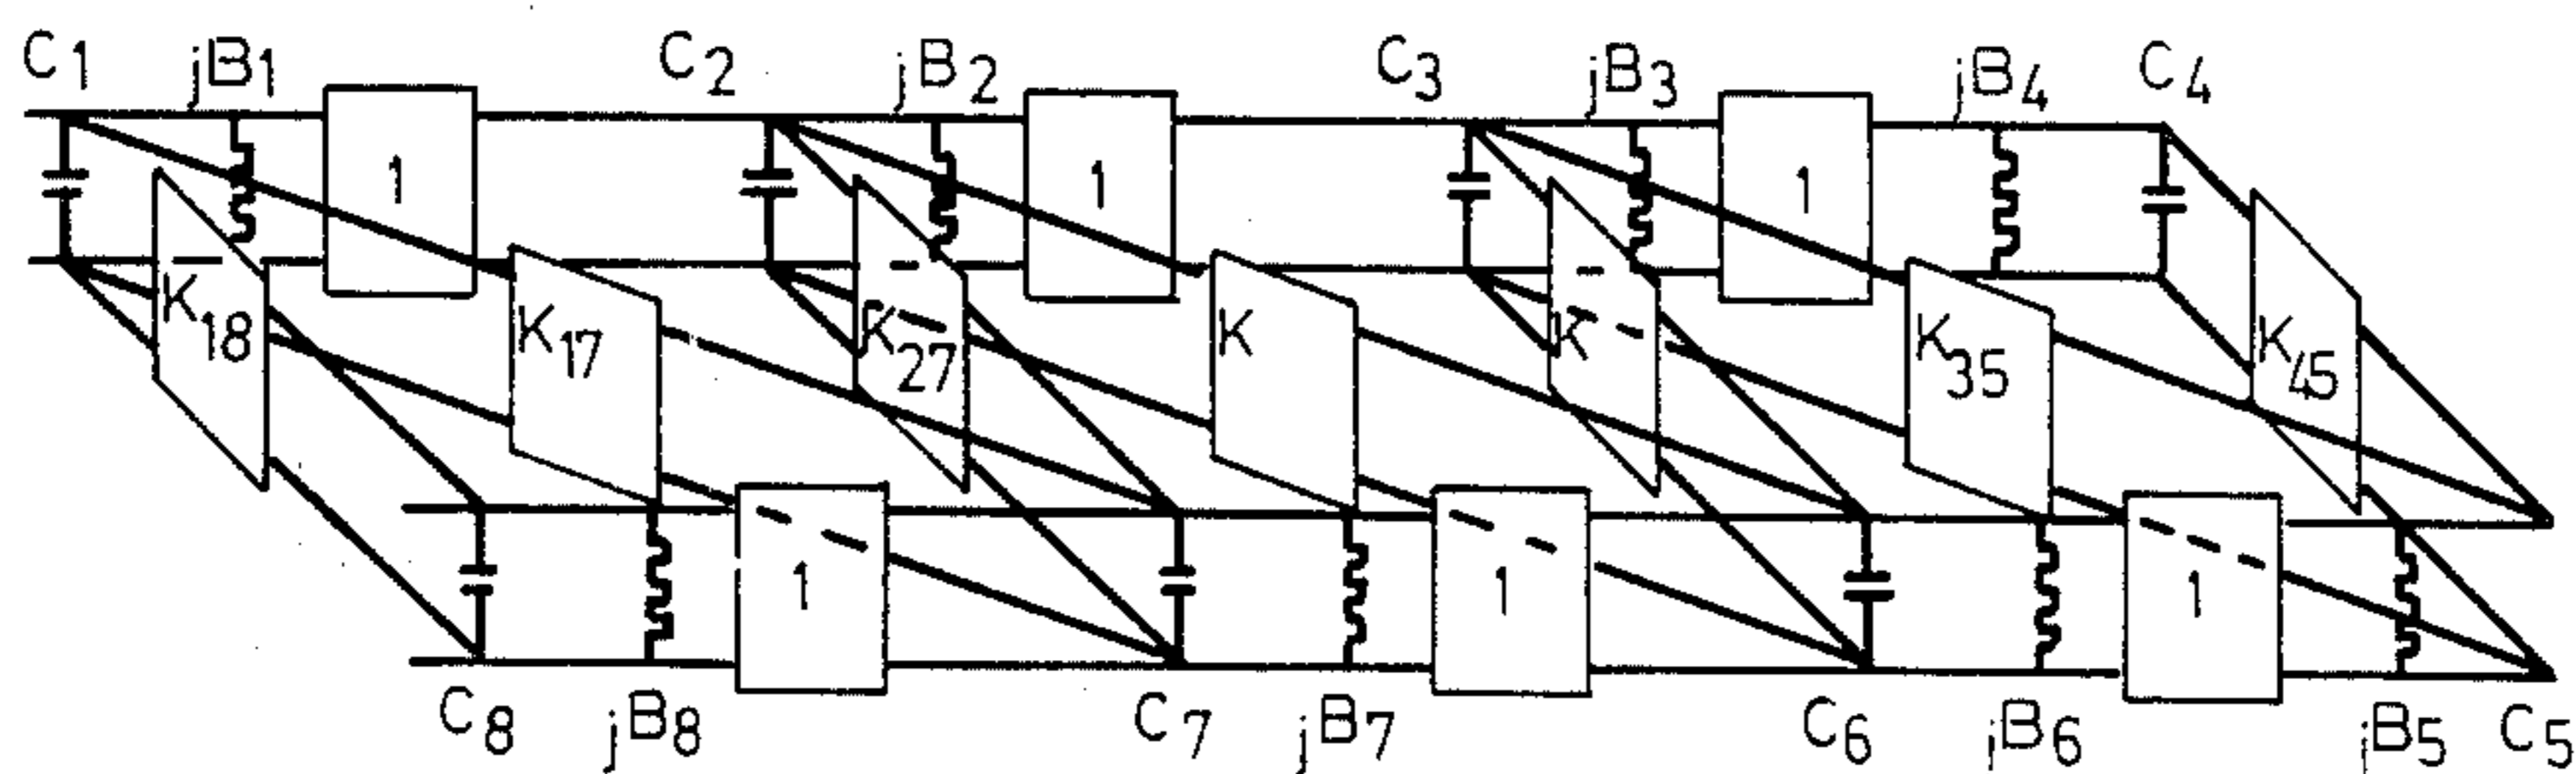 C1 jB1 C2 jB2 C3 jB3 jB4 C4
1 1 1
K18 K17 K27 K K K35 K45
1 1 1
C8 jB8 C7 jB7 C6 jB6 jB5 C5